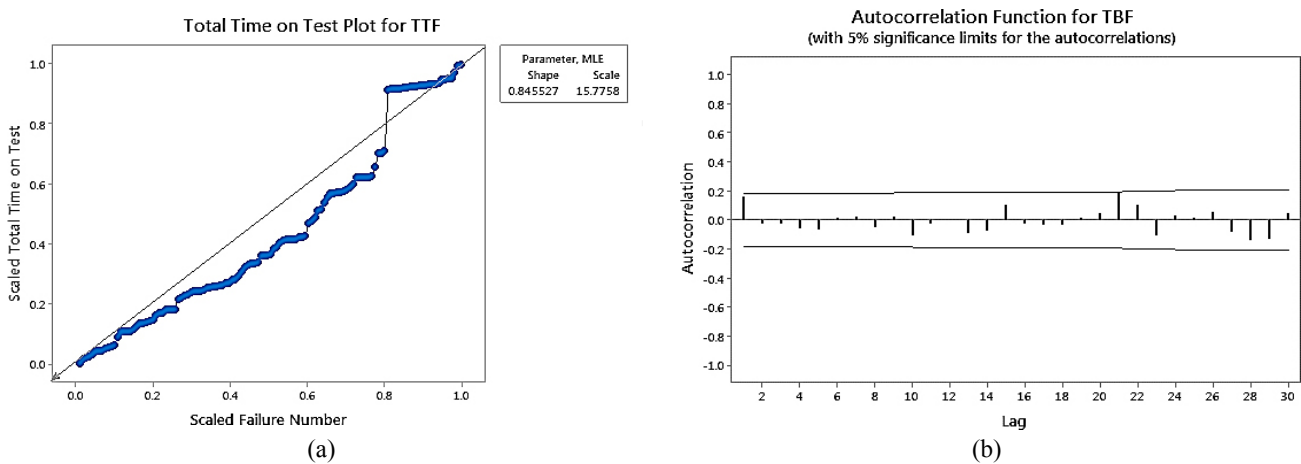 Total Time on Test Plot for TTF
Scaled Total Time on Test
1.0
0.8
0.6
0.4
0.2
0.0
0.0 0.2 0.4 0.6 0.8 1.0
Scaled Failure Number
Parameter, MLE
Shape Scale
0.845527 15.7758
(a)
Autocorrelation Function for TBF
(with 5% significance limits for the autocorrelations)
Autocorrelation
1.0
0.8
0.6
0.4
0.2
0.0
-0.2
-0.4
-0.6
-0.8
-1.0
2 4 6 8 10 12 14 16 18 20 22 24 26 28 30
Lag
(b)